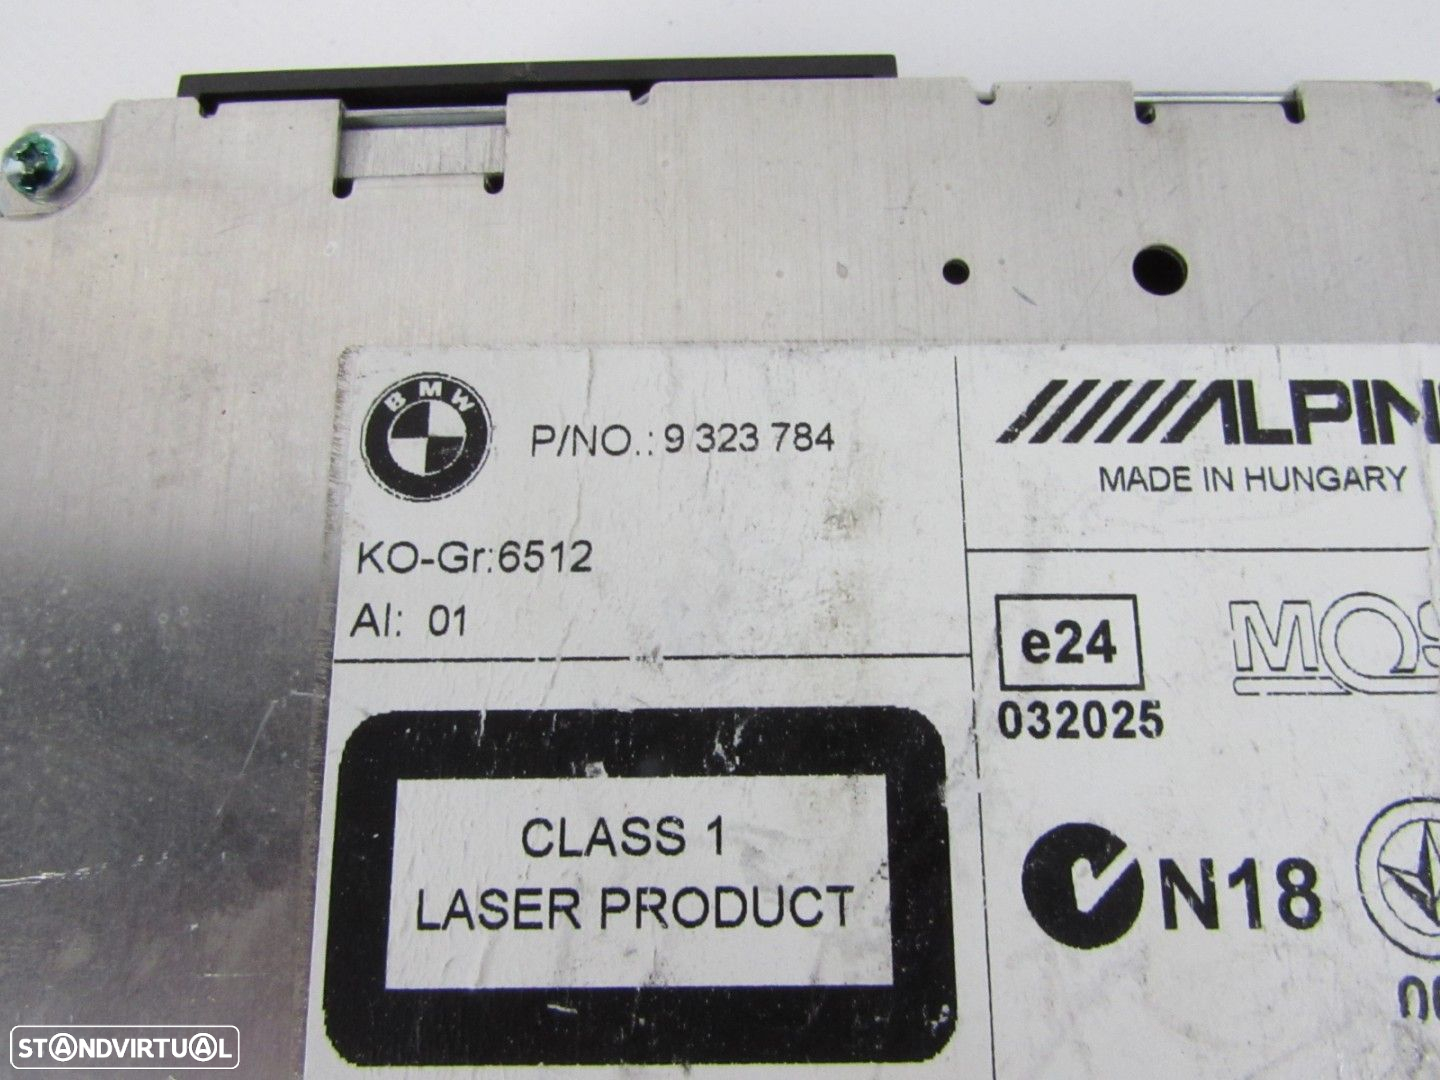 BMW
P/NO.: 9 323 784
KO-Gr:6512
AI: 01
CLASS 1
LASER PRODUCT
ALPIN
MADE IN HUNGARY
e24
032025
MOS
N18
STANDVIRTUAL